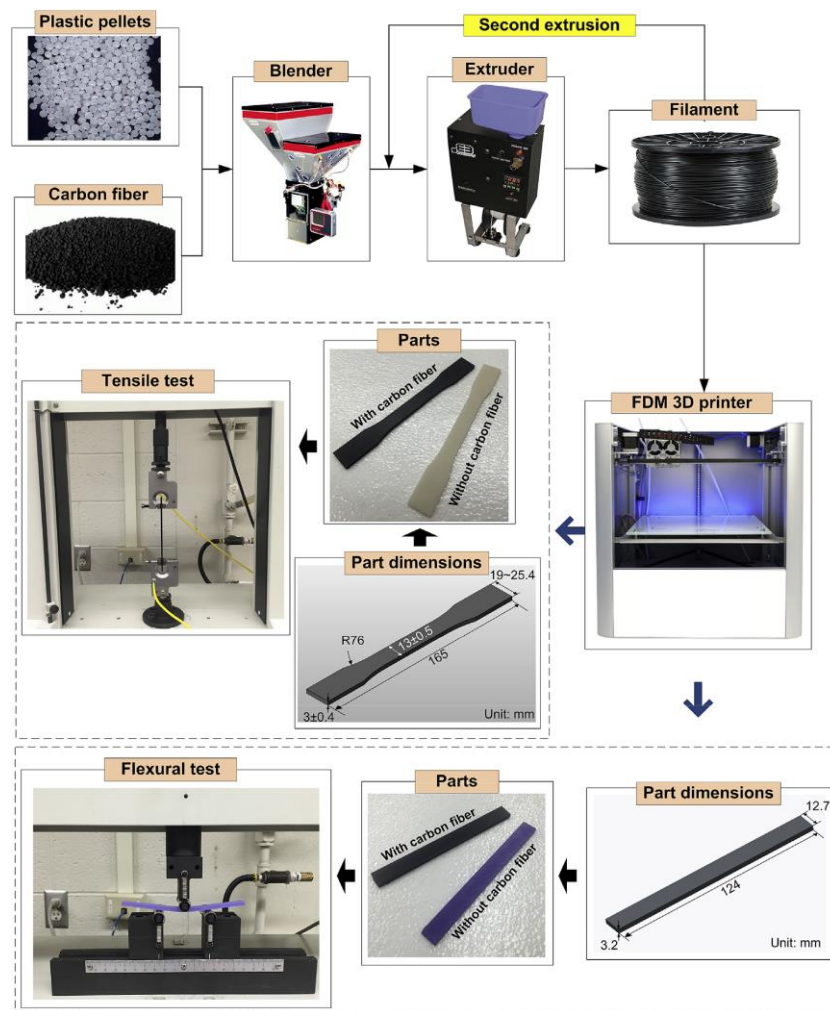 Plastic pellets
Second extrusion
Blender
Extruder
Filament
Carbon fiber
Parts
Tensile test
With carbon fiber
Without carbon fiber
FDM 3D printer
Part dimensions
19~25.4
R76
13±0.5
165
3±0.4
Unit: mm
Flexural test
Parts
Part dimensions
With carbon fiber
Without carbon fiber
12.7
124
3.2
Unit: mm